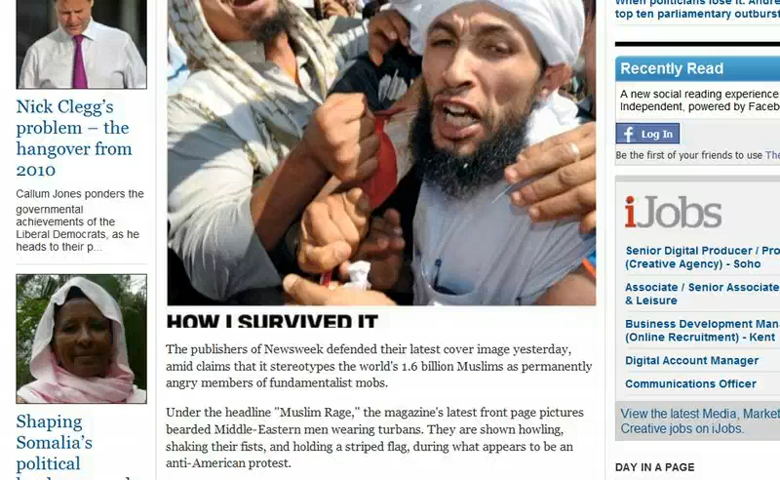 Nick Clegg's
problem – the
hangover from
2010
Callum Jones ponders the
governmental
achievements of the
Liberal Democrats, as he
heads to their p...
Shaping
Somalia's
political
HOW I SURVIVED IT
The publishers of Newsweek defended their latest cover image yesterday,
amid claims that it stereotypes the world's 1.6 billion Muslims as permanently
angry members of fundamentalist mobs.
Under the headline "Muslim Rage," the magazine's latest front page pictures
bearded Middle-Eastern men wearing turbans. They are shown howling,
shaking their fists, and holding a striped flag, during what appears to be an
anti-American protest.
When politicians lose it: Andre
top ten parliamentary outburst
Recently Read
A new social reading experience
Independent, powered by Faceb
f Log In
Be the first of your friends to use The
iJobs
Senior Digital Producer / Pro
(Creative Agency) - Soho
Associate / Senior Associate
& Leisure
Business Development Man
(Online Recruitment) - Kent
Digital Account Manager
Communications Officer
View the latest Media, Market
Creative jobs on iJobs.
DAY IN A PAGE